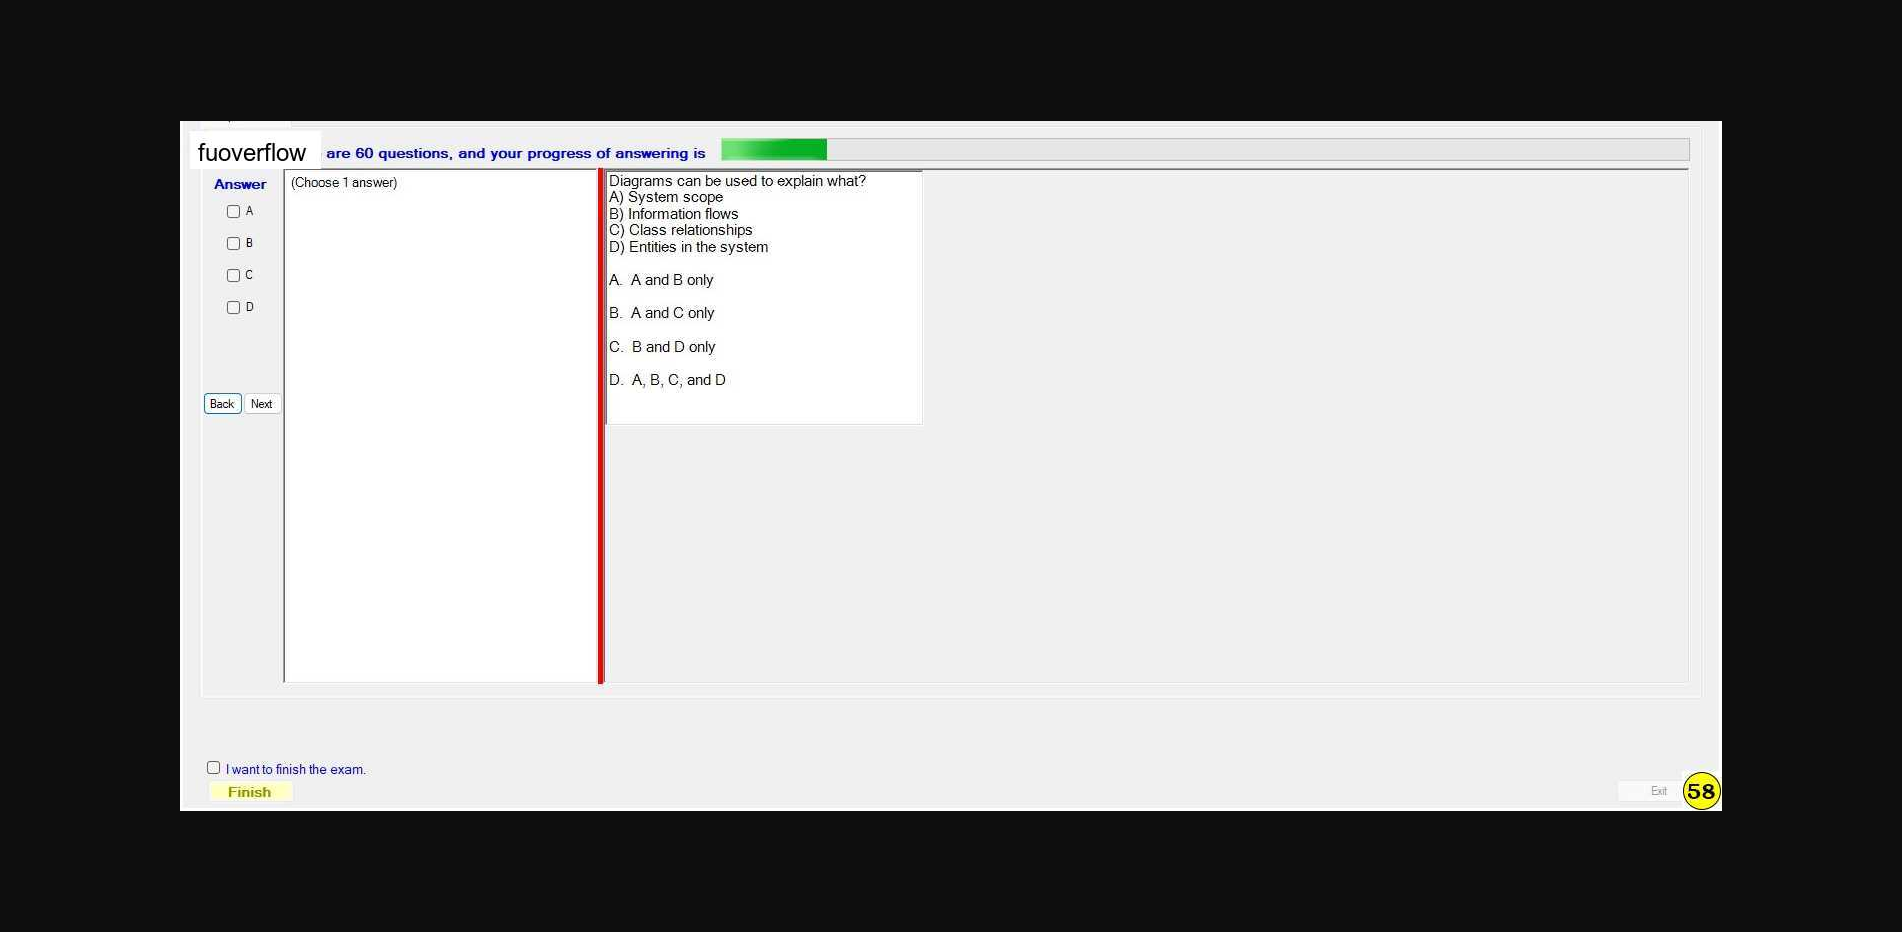 fuoverflow are 60 questions, and your progress of answering is
Answer
A
B
C
D
Back Next
(Choose 1 answer)
Diagrams can be used to explain what?
A) System scope
B) Information flows
C) Class relationships
D) Entities in the system
A. A and B only
B. A and C only
C. B and D only
D. A, B, C, and D
I want to finish the exam.
Finish
Exit
58